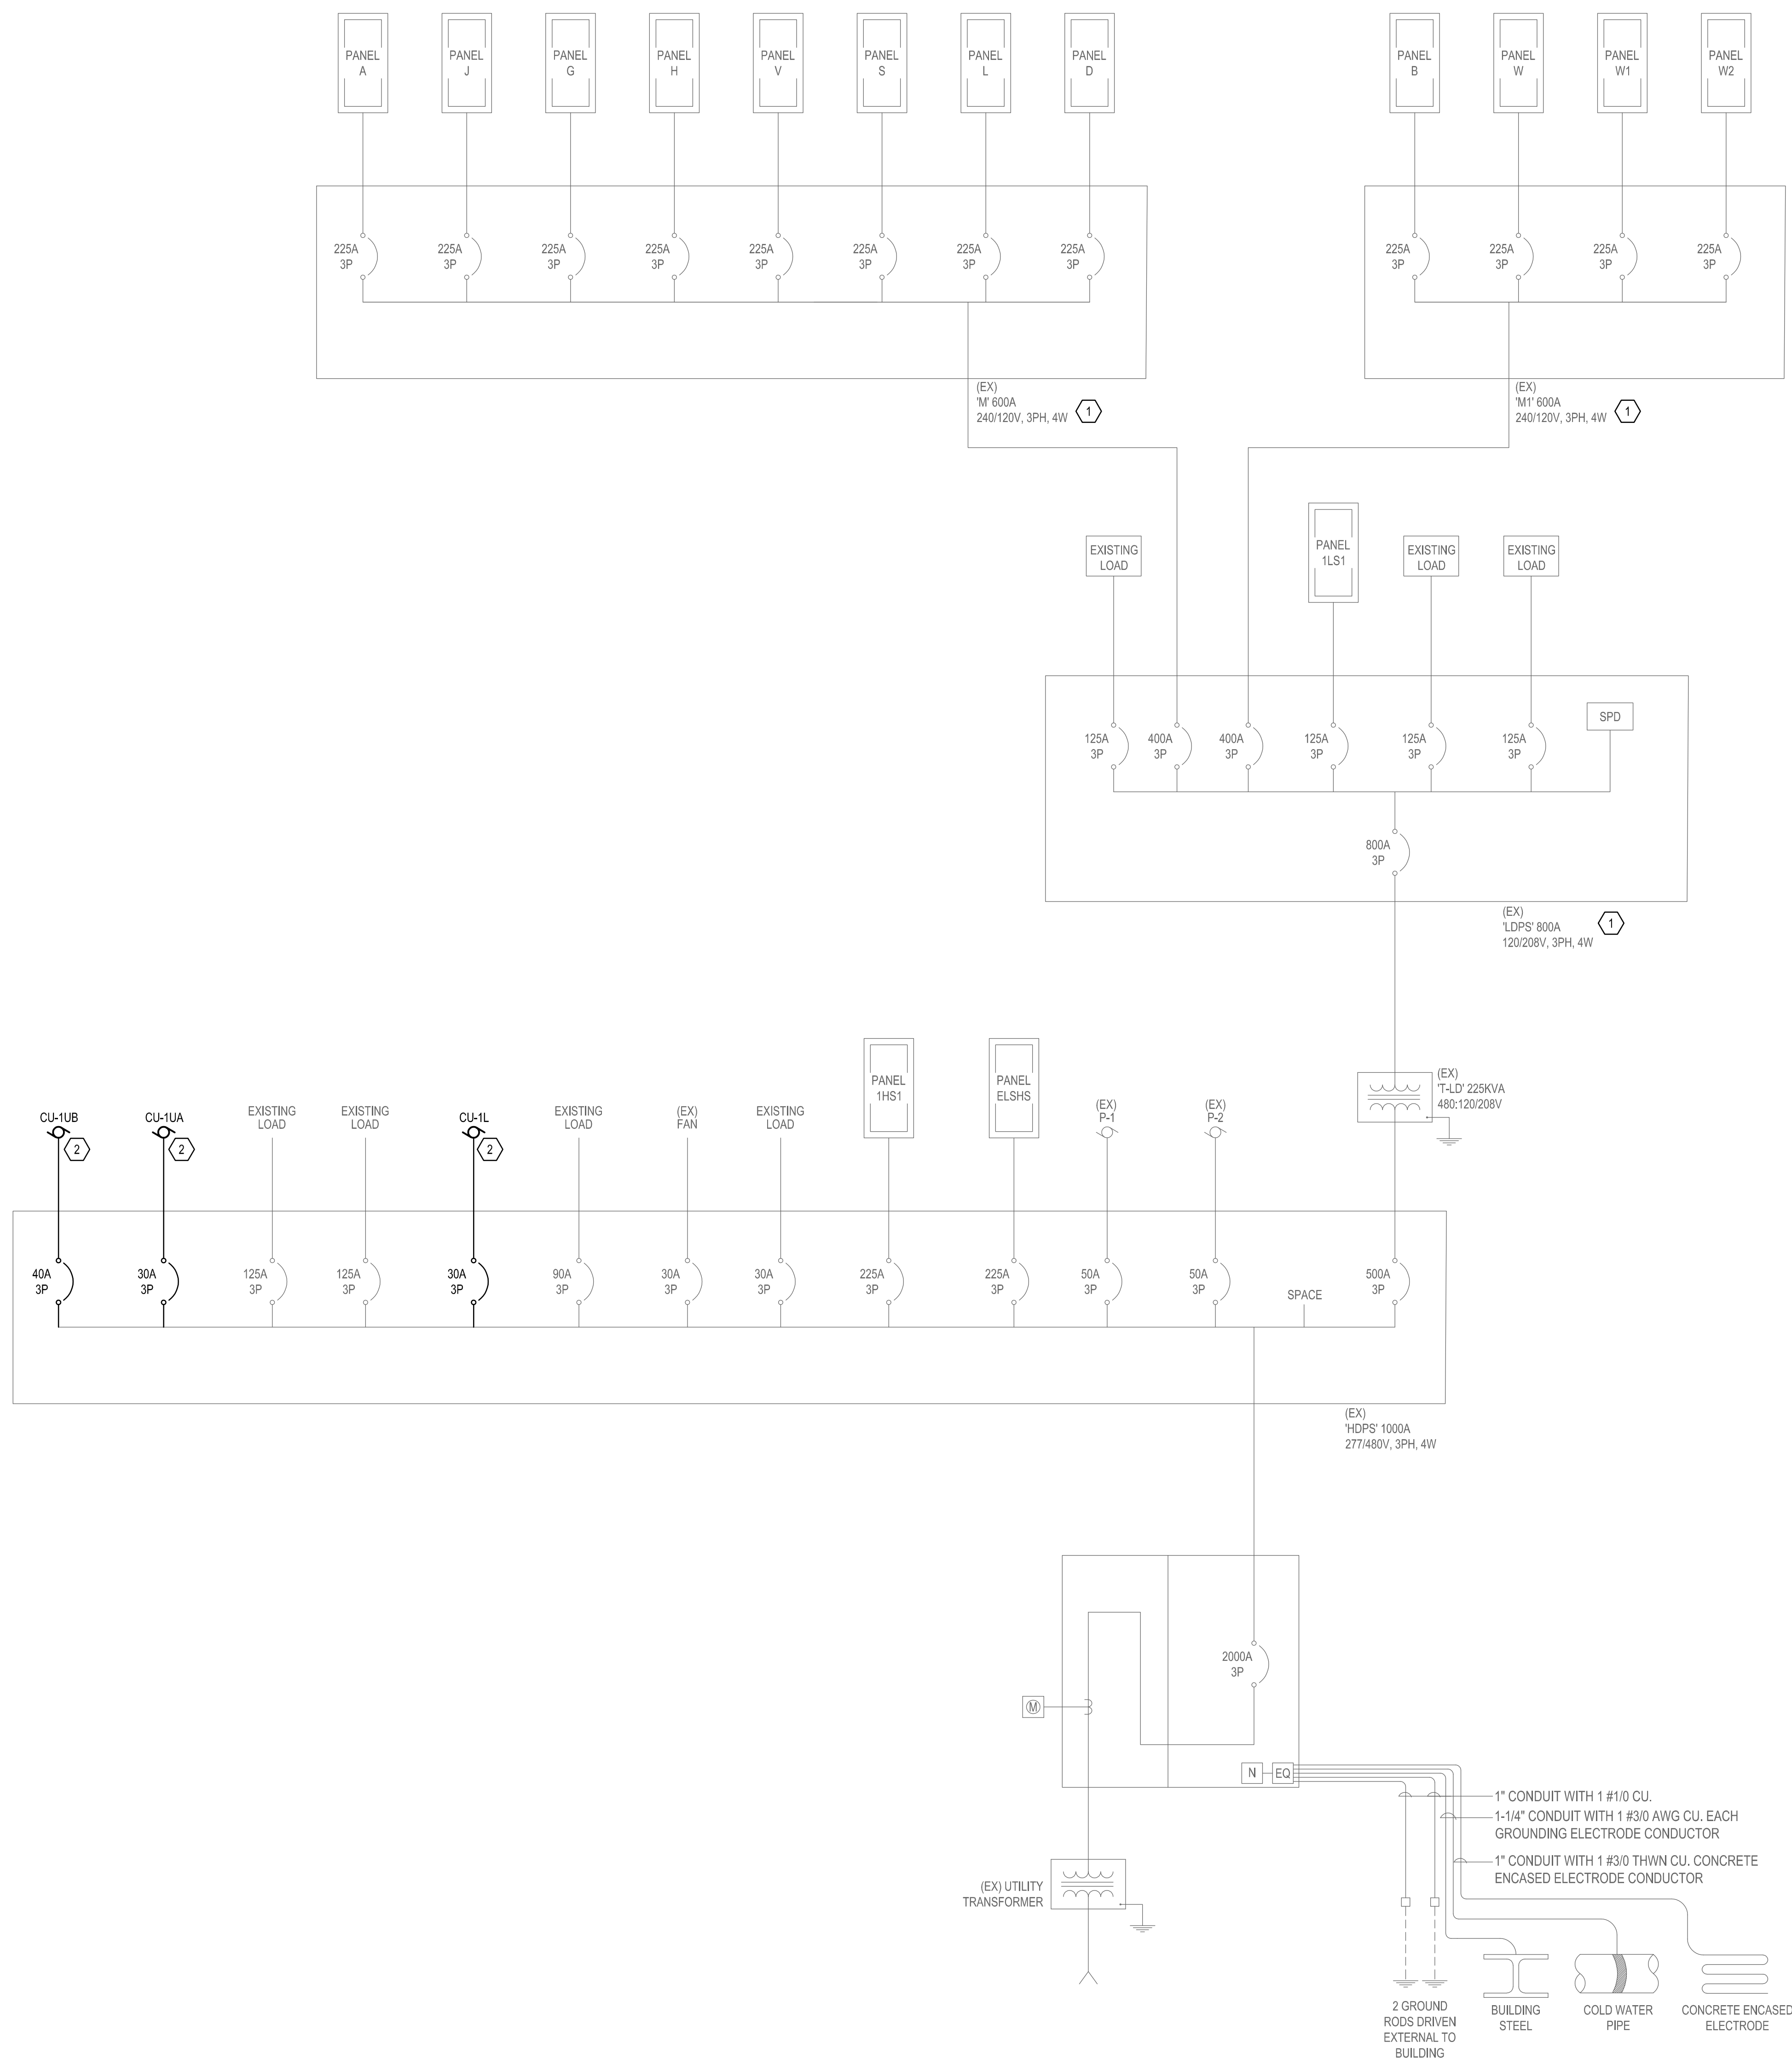 PANEL
A
PANEL
J
PANEL
G
PANEL
H
PANEL
V
PANEL
S
PANEL
L
PANEL
D
PANEL
B
PANEL
W
PANEL
W1
PANEL
W2
225A
3P
225A
3P
225A
3P
225A
3P
225A
3P
225A
3P
225A
3P
225A
3P
225A
3P
225A
3P
225A
3P
225A
3P
(EX)
'M' 600A
240/120V, 3PH, 4W
1
(EX)
'M1' 600A
240/120V, 3PH, 4W
1
EXISTING
LOAD
PANEL
1LS1
EXISTING
LOAD
EXISTING
LOAD
SPD
125A
3P
400A
3P
400A
3P
125A
3P
125A
3P
125A
3P
800A
3P
(EX)
'LDPS' 800A
120/208V, 3PH, 4W
1
(EX)
'T-LD' 225KVA
480:120/208V
CU-1UB
2
CU-1UA
2
EXISTING
LOAD
EXISTING
LOAD
CU-1L
2
EXISTING
LOAD
(EX)
FAN
EXISTING
LOAD
PANEL
1HS1
PANEL
ELSHS
(EX)
P-1
(EX)
P-2
40A
3P
30A
3P
125A
3P
125A
3P
30A
3P
90A
3P
30A
3P
30A
3P
225A
3P
225A
3P
50A
3P
50A
3P
SPACE
500A
3P
(EX)
'HDPS' 1000A
277/480V, 3PH, 4W
2000A
3P
M
N
EQ
1" CONDUIT WITH 1 #1/0 CU.
1-1/4" CONDUIT WITH 1 #3/0 AWG CU. EACH
GROUNDING ELECTRODE CONDUCTOR
1" CONDUIT WITH 1 #3/0 THWN CU. CONCRETE
ENCASED ELECTRODE CONDUCTOR
(EX) UTILITY
TRANSFORMER
2 GROUND
RODS DRIVEN
EXTERNAL TO
BUILDING
BUILDING
STEEL
COLD WATER
PIPE
CONCRETE ENCASED
ELECTRODE